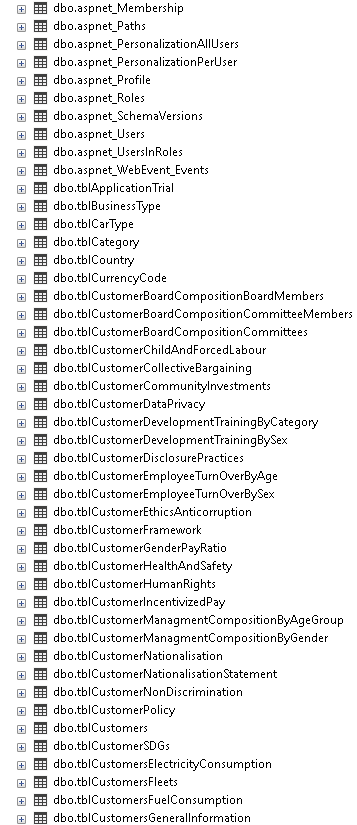 dbo.aspnet_Membership
dbo.aspnet_Paths
dbo.aspnet_PersonalizationAllUsers
dbo.aspnet_PersonalizationPerUser
dbo.aspnet_Profile
dbo.aspnet_Roles
dbo.aspnet_SchemaVersions
dbo.aspnet_Users
dbo.aspnet_UsersInRoles
dbo.aspnet_WebEvent_Events
dbo.tblApplicationTrial
dbo.tblBusinessType
dbo.tblCarType
dbo.tblCategory
dbo.tblCountry
dbo.tblCurrencyCode
dbo.tblCustomerBoardCompositionBoardMembers
dbo.tblCustomerBoardCompositionCommitteeMembers
dbo.tblCustomerBoardCompositionCommittees
dbo.tblCustomerChildAndForcedLabour
dbo.tblCustomerCollectiveBargaining
dbo.tblCustomerCommunityInvestments
dbo.tblCustomerDataPrivacy
dbo.tblCustomerDevelopmentTrainingByCategory
dbo.tblCustomerDevelopmentTrainingBySex
dbo.tblCustomerDisclosurePractices
dbo.tblCustomerEmployeeTurnOverByAge
dbo.tblCustomerEmployeeTurnOverBySex
dbo.tblCustomerEthicsAnticorruption
dbo.tblCustomerFramework
dbo.tblCustomerGenderPayRatio
dbo.tblCustomerHealthAndSafety
dbo.tblCustomerHumanRights
dbo.tblCustomerIncentivizedPay
dbo.tblCustomerManagmentCompositionByAgeGroup
dbo.tblCustomerManagmentCompositionByGender
dbo.tblCustomerNationalisation
dbo.tblCustomerNationalisationStatement
dbo.tblCustomerNonDiscrimination
dbo.tblCustomerPolicy
dbo.tblCustomers
dbo.tblCustomerSDGs
dbo.tblCustomersElectricityConsumption
dbo.tblCustomersFleets
dbo.tblCustomersFuelConsumption
dbo.tblCustomersGeneralInformation